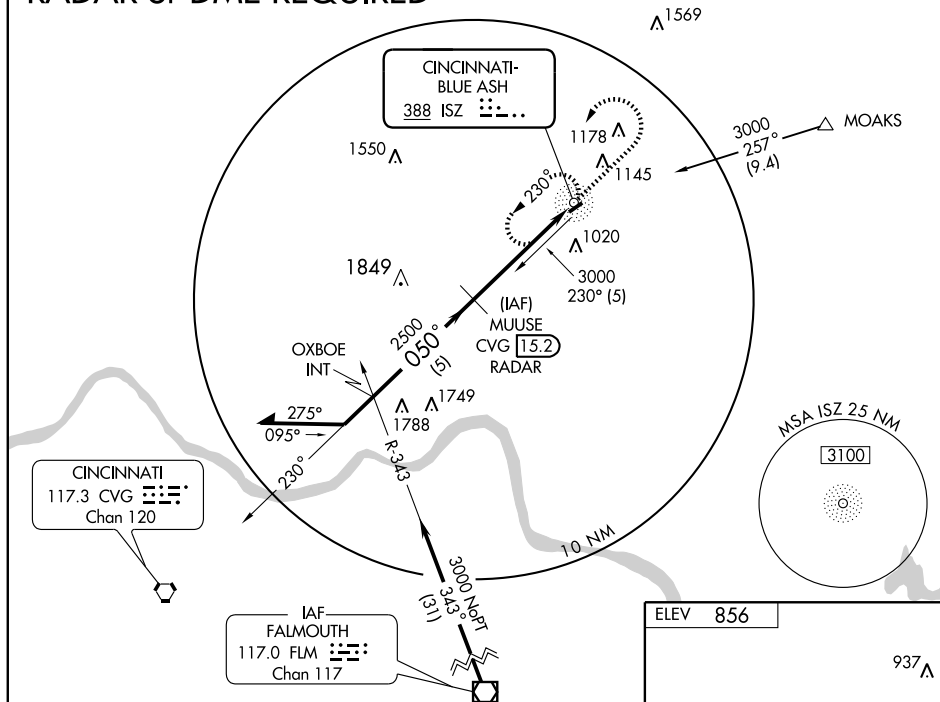 RADAR or DME REQUIRED
1569
CINCINNATI-
BLUE ASH
388 ISZ
MOAKS
3000
257°
(9.4)
1178
1145
1550
230°
1020
3000
230° (5)
1849
(IAF)
MUUSE
CVG 15.2
RADAR
2500
050°
(5)
OXBOE
INT
1749
1788
275°
095°
230°
R-343
MSA ISZ 25 NM
3100
CINCINNATI
117.3 CVG
Chan 120
10 NM
3000 NoPT
343°
(31)
IAF
FALMOUTH
117.0 FLM
Chan 117
ELEV 856
937